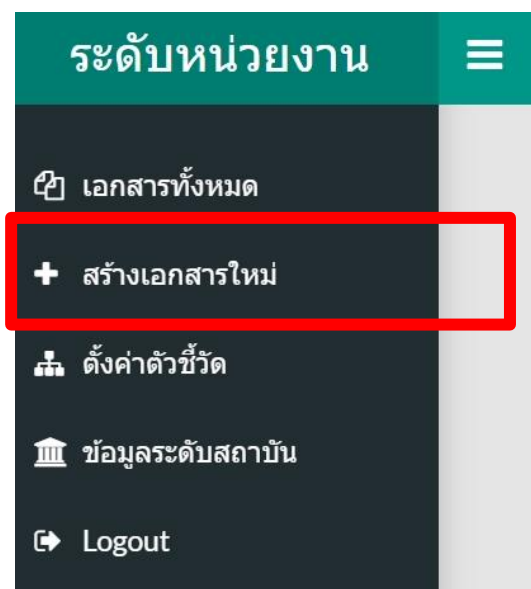 ระดับหน่วยงาน
เอกสารทั้งหมด
สร้างเอกสารใหม่
ตั้งค่าตัวชี้วัด
ข้อมูลระดับสถาบัน
Logout